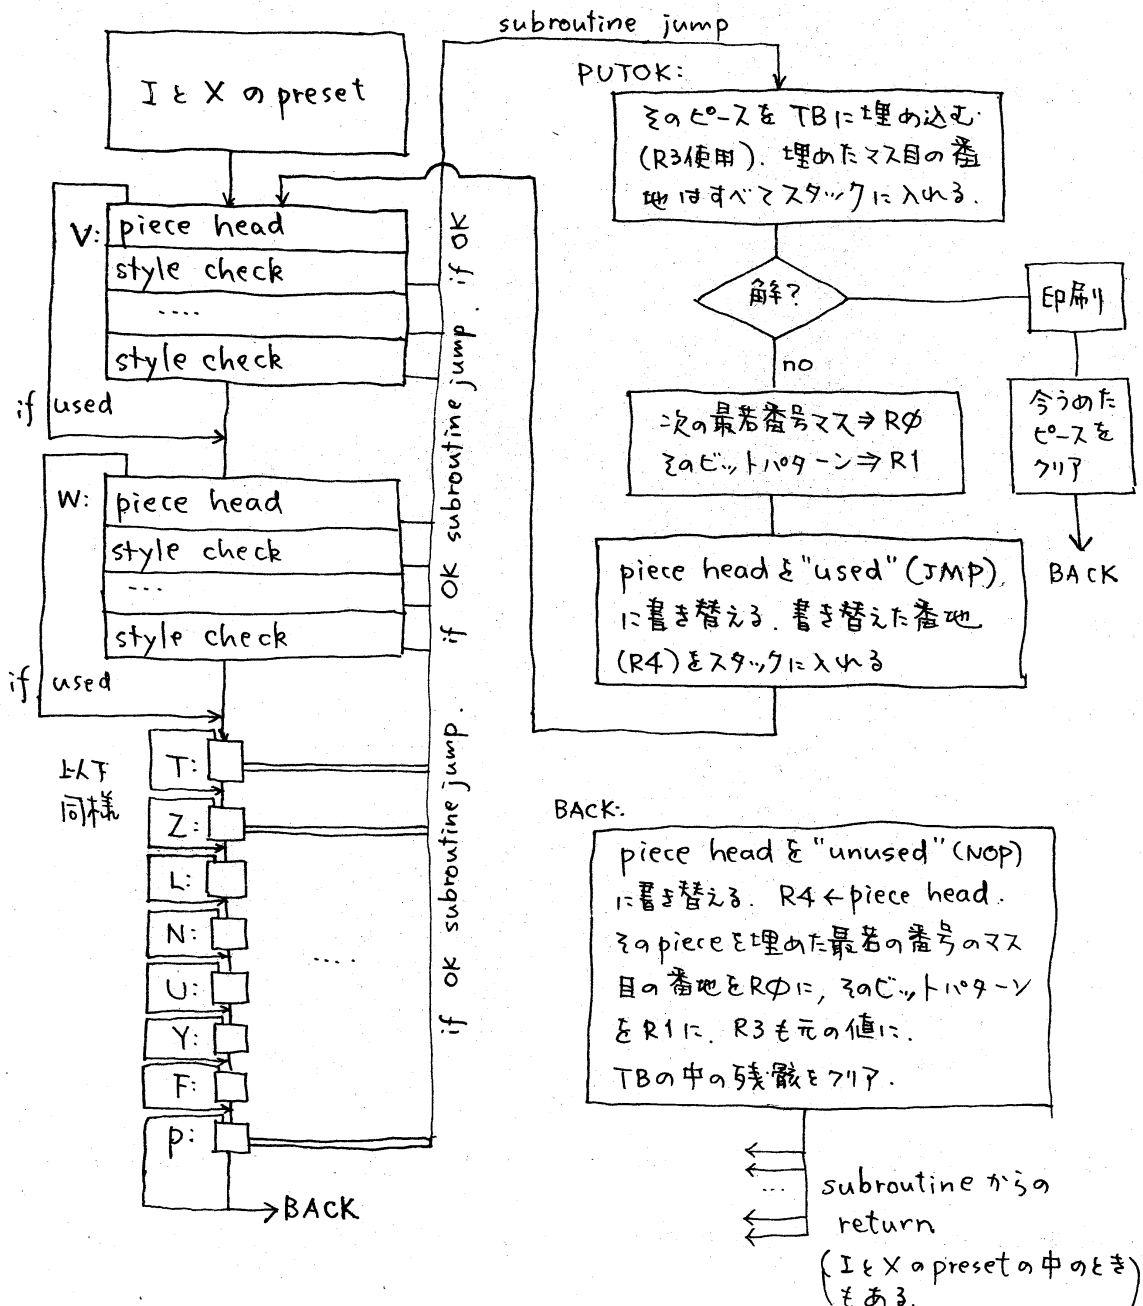 subroutine jump
IとXのpreset
PUTOK:
そのピースをTBに埋め込む
(R3使用). 埋めたマス目の番
地はすべてスタックに入れる.
V:
piece head
style check
....
style check
if used
解?
印刷
no
今うめた
ピースを
クリア
BACK
次の最若番号マス⇒RØ
そのビットパターン⇒R1
W:
piece head
style check
...
style check
if used
piece headを"used"(JMP)
に書き替える. 書き替えた番地
(R4)をスタックに入れる
if OK subroutine jump. if OK
if OK subroutine jump.
以下
同様
T:
Z:
L:
N:
U:
Y:
F:
P:
....
BACK
BACK:
piece headを"unused"(NOP)
に書き替える. R4←piece head.
そのpieceを埋めた最若の番号のマス
目の番地をRØに, そのビットパターン
をR1に. R3も元の値に.
TBの中の残骸をクリア.
...
subroutineからの
return
(IとXのpresetの中のとき)
もある.